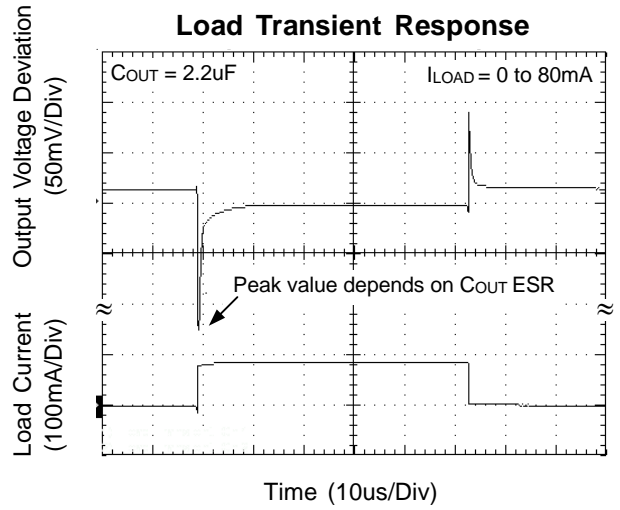 Load Transient Response
COUT = 2.2uF
ILOAD = 0 to 80mA
Output Voltage Deviation
(50mV/Div)
Peak value depends on COUT ESR
Load Current
(100mA/Div)
Time (10us/Div)